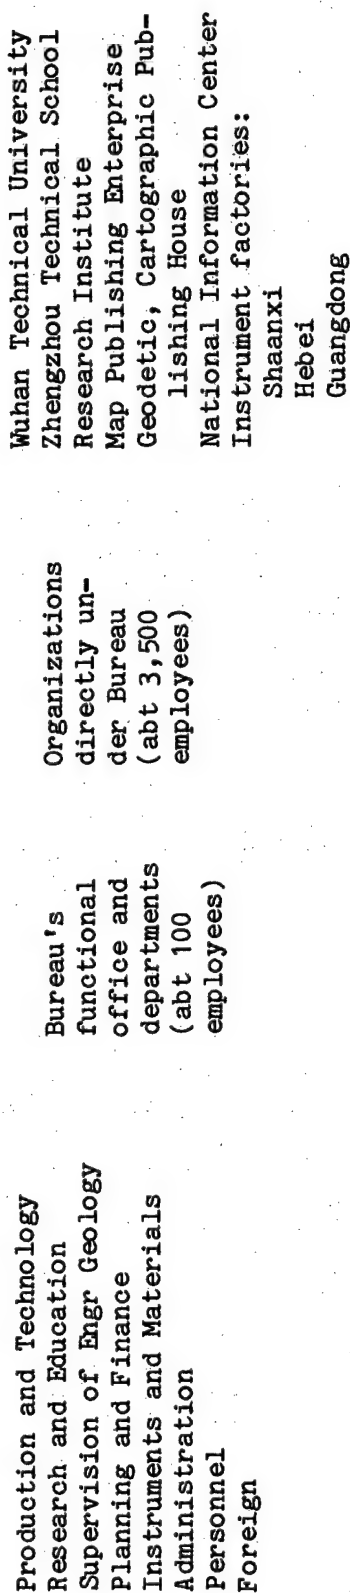 Production and Technology
Research and Education
Supervision of Engr Geology
Planning and Finance
Instruments and Materials
Administration
Personnel
Foreign
Bureau's
functional
office and
departments
(abt 100
employees)
Organizations
directly un-
der Bureau
(abt 3,500
employees)
Wuhan Technical University
Zhengzhou Technical School
Research Institute
Map Publishing Enterprise
Geodetic, Cartographic Pub-
lishing House
National Information Center
Instrument factories:
Shaanxi
Hebei
Guangdong